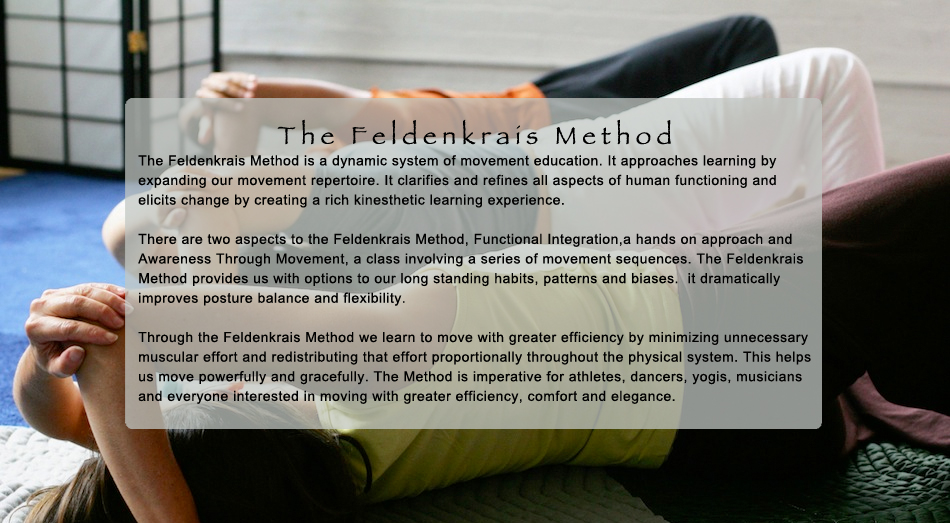 The Feldenkrais Method
The Feldenkrais Method is a dynamic system of movement education. It approaches learning by
expanding our movement repertoire. It clarifies and refines all aspects of human functioning and
elicits change by creating a rich kinesthetic learning experience.
There are two aspects to the Feldenkrais Method, Functional Integration,a hands on approach and
Awareness Through Movement, a class involving a series of movement sequences. The Feldenkrais
Method provides us with options to our long standing habits, patterns and biases.  it dramatically
improves posture balance and flexibility.
Through the Feldenkrais Method we learn to move with greater efficiency by minimizing unnecessary
muscular effort and redistributing that effort proportionally throughout the physical system. This helps
us move powerfully and gracefully. The Method is imperative for athletes, dancers, yogis, musicians
and everyone interested in moving with greater efficiency, comfort and elegance.